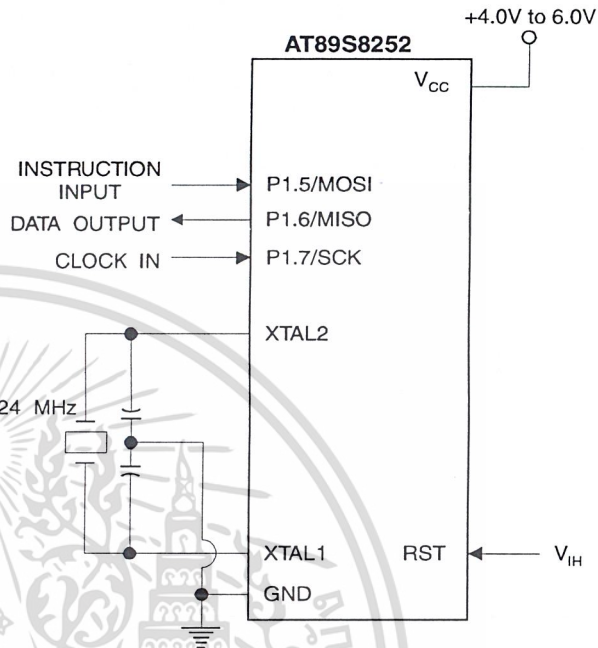 +4.0V to 6.0V
AT89S8252
VCC
INSTRUCTION
INPUT
P1.5/MOSI
DATA OUTPUT
P1.6/MISO
CLOCK IN
P1.7/SCK
XTAL2
24 MHz
XTAL1
RST
VIH
GND